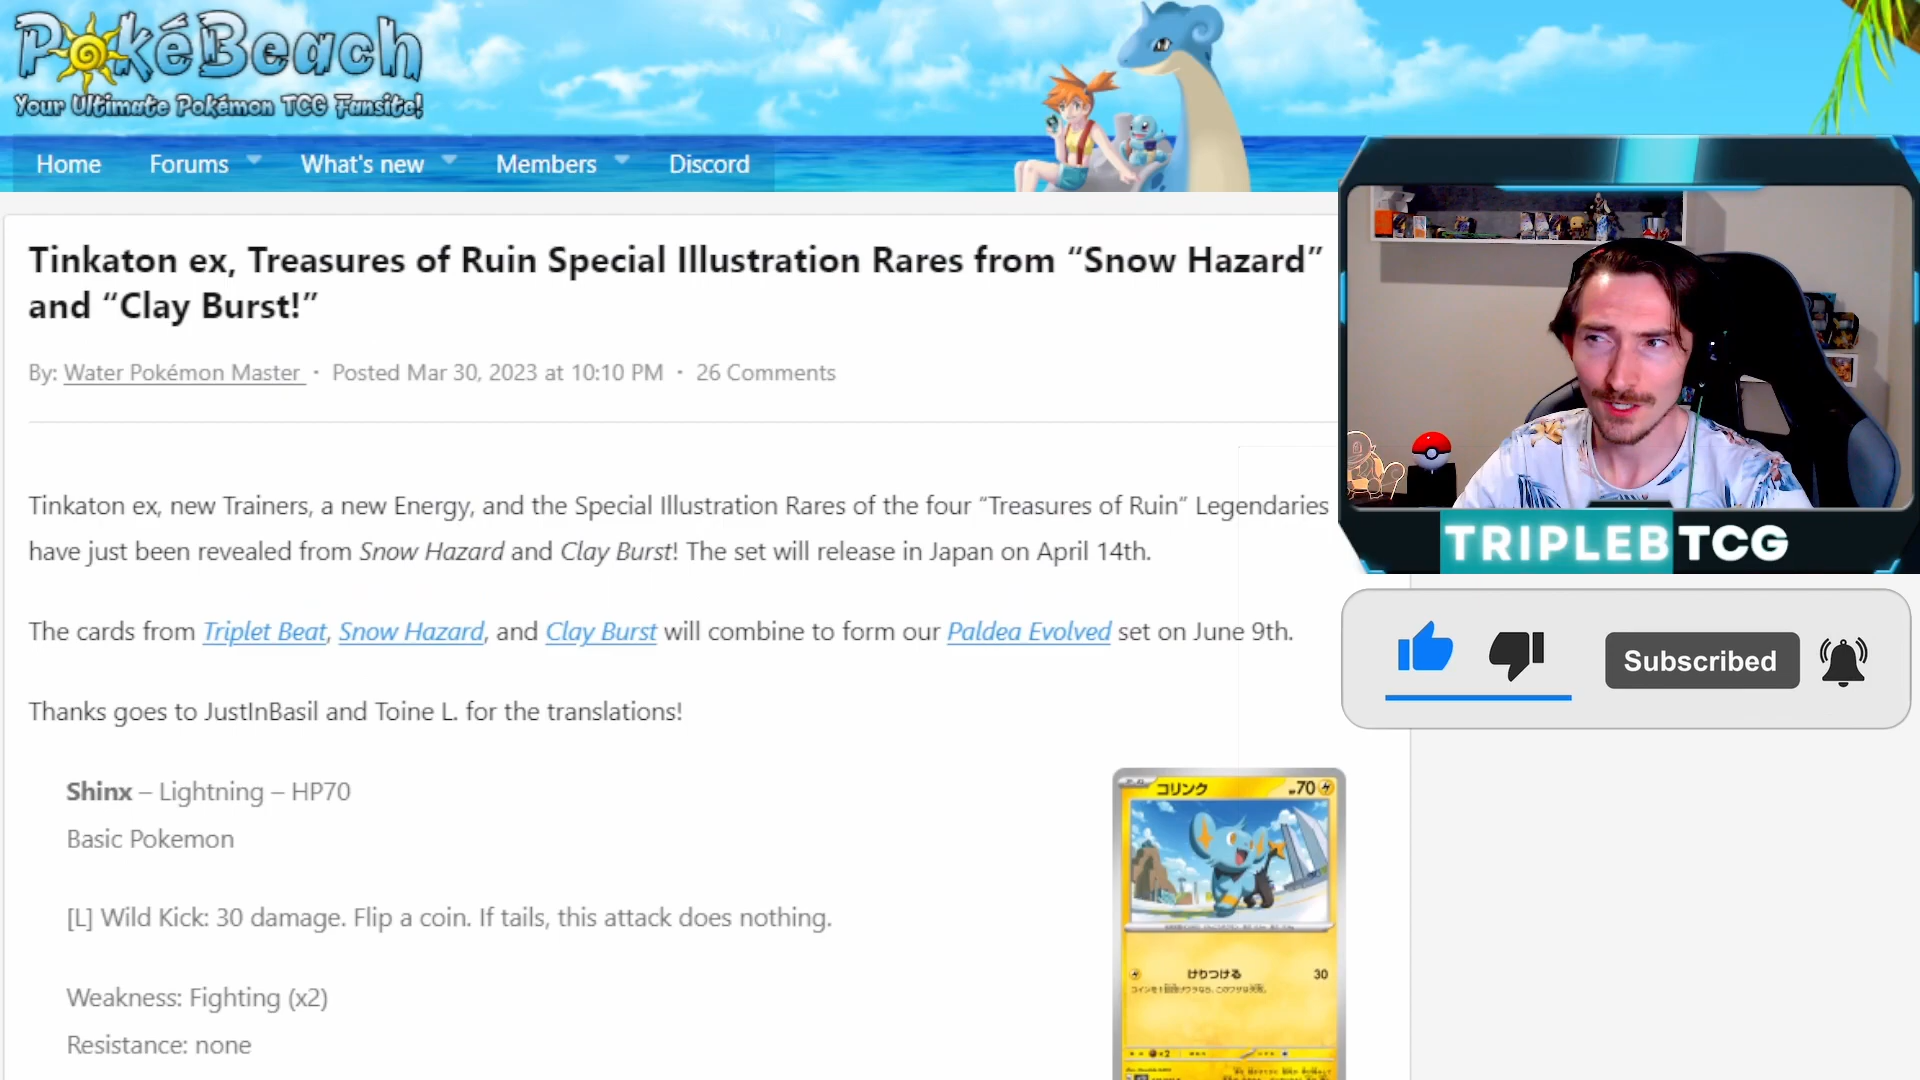 PokéBeach
Your Ultimate Pokémon TCG Fansite!
Home Forums What's new Members Discord
Tinkaton ex, Treasures of Ruin Special Illustration Rares from “Snow Hazard”
and “Clay Burst!”
By: Water Pokémon Master · Posted Mar 30, 2023 at 10:10 PM · 26 Comments
Tinkaton ex, new Trainers, a new Energy, and the Special Illustration Rares of the four “Treasures of Ruin” Legendaries
have just been revealed from Snow Hazard and Clay Burst! The set will release in Japan on April 14th.
The cards from Triplet Beat, Snow Hazard, and Clay Burst will combine to form our Paldea Evolved set on June 9th.
Thanks goes to JustInBasil and Toine L. for the translations!
Shinx – Lightning – HP70
Basic Pokemon
[L] Wild Kick: 30 damage. Flip a coin. If tails, this attack does nothing.
Weakness: Fighting (x2)
Resistance: none
コリンク 70
けりつける 30
×2
TRIPLEB TCG
Subscribed